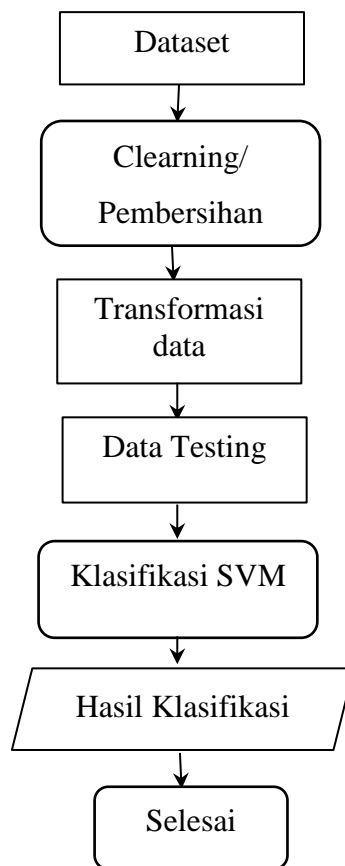 Dataset
Clearning/
Pembersihan
Transformasi
data
Data Testing
Klasifikasi SVM
Hasil Klasifikasi
Selesai